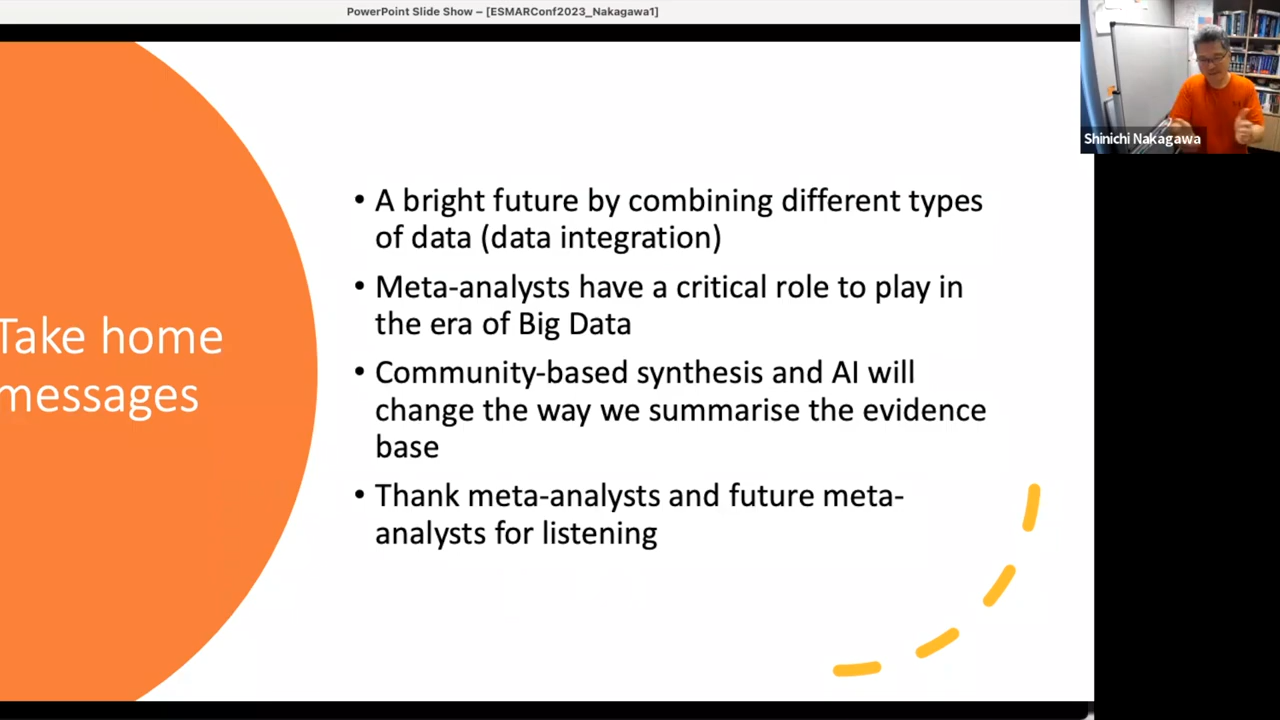 PowerPoint Slide Show – [ESMARConf2023_Nakagawa1]
Shinichi Nakagawa
Take home
messages
• A bright future by combining different types
of data (data integration)
• Meta-analysts have a critical role to play in
the era of Big Data
• Community-based synthesis and AI will
change the way we summarise the evidence
base
• Thank meta-analysts and future meta-
analysts for listening